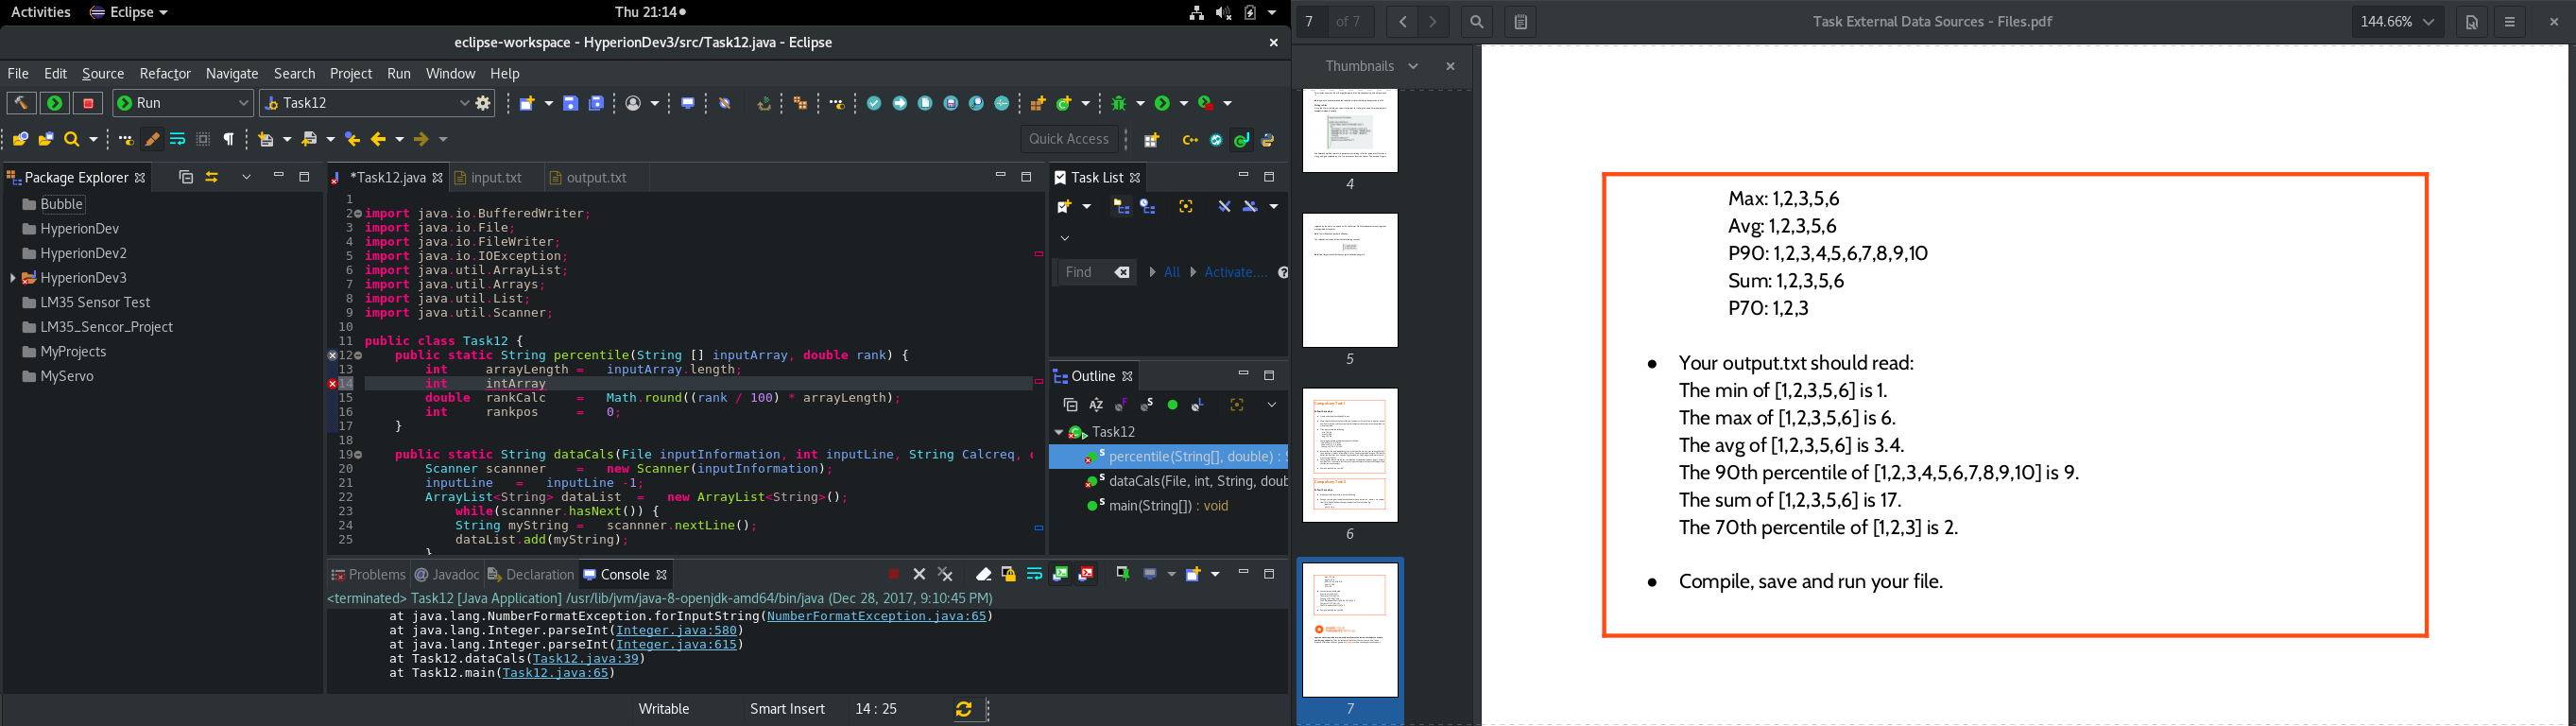 Activities Eclipse Thu 21:14
eclipse-workspace - HyperionDev3/src/Task12.java - Eclipse
File Edit Source Refactor Navigate Search Project Run Window Help
Run Task12
Quick Access
Package Explorer
Bubble
HyperionDev
HyperionDev2
HyperionDev3
LM35 Sensor Test
LM35_Sencor_Project
MyProjects
MyServo
*Task12.java input.txt output.txt
1
2 import java.io.BufferedWriter;
3 import java.io.File;
4 import java.io.FileWriter;
5 import java.io.IOException;
6 import java.util.ArrayList;
7 import java.util.Arrays;
8 import java.util.List;
9 import java.util.Scanner;
10
11 public class Task12 {
12 public static String percentile(String [] inputArray, double rank) {
13 int arrayLength = inputArray.length;
14 int intArray
15 double rankCalc = Math.round((rank / 100) * arrayLength);
16 int rankpos = 0;
17 }
18
19 public static String dataCals(File inputInformation, int inputLine, String Calcreq, d
20 Scanner scannner = new Scanner(inputInformation);
21 inputLine = inputLine -1;
22 ArrayList<String> dataList = new ArrayList<String>();
23 while(scannner.hasNext()) {
24 String myString = scannner.nextLine();
25 dataList.add(myString);
}
Task List
Find All Activate....
Outline
Task12
percentile(String[], double) : S
dataCals(File, int, String, doub
main(String[]) : void
Problems @ Javadoc Declaration Console
<terminated> Task12 [Java Application] /usr/lib/jvm/java-8-openjdk-amd64/bin/java (Dec 28, 2017, 9:10:45 PM)
at java.lang.NumberFormatException.forInputString(NumberFormatException.java:65)
at java.lang.Integer.parseInt(Integer.java:580)
at java.lang.Integer.parseInt(Integer.java:615)
at Task12.dataCals(Task12.java:39)
at Task12.main(Task12.java:65)
Writable Smart Insert 14 : 25
7 of 7 Task External Data Sources - Files.pdf 144.66%
Thumbnails
4
5
6
7
Max: 1,2,3,5,6
Avg: 1,2,3,5,6
P90: 1,2,3,4,5,6,7,8,9,10
Sum: 1,2,3,5,6
P70: 1,2,3
● Your output.txt should read:
The min of [1,2,3,5,6] is 1.
The max of [1,2,3,5,6] is 6.
The avg of [1,2,3,5,6] is 3.4.
The 90th percentile of [1,2,3,4,5,6,7,8,9,10] is 9.
The sum of [1,2,3,5,6] is 17.
The 70th percentile of [1,2,3] is 2.
● Compile, save and run your file.